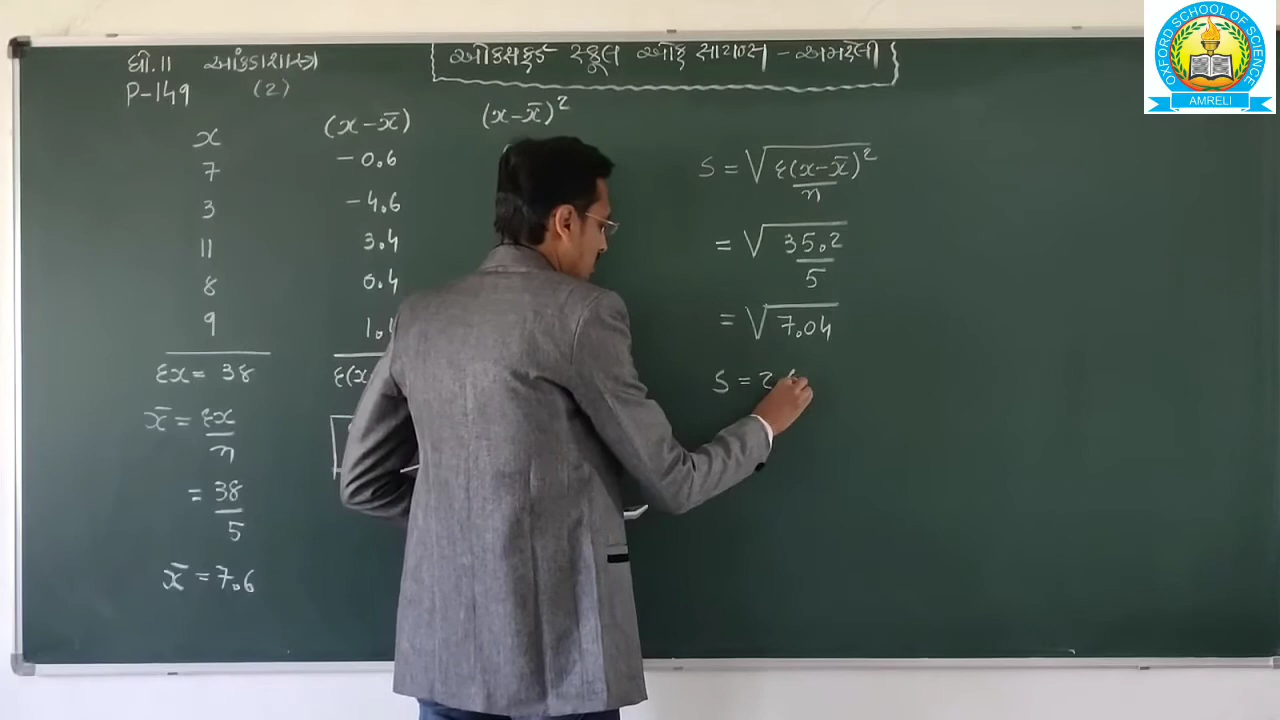 ધો.11 આંકડાશાસ્ત્ર
P-149 (2)
ઓક્સફર્ડ સ્કૂલ ઓફ સાયન્સ - અમરેલી
x
7
3
11
8
9
Σx = 38
x̄ = Σx
n
= 38
5
x̄ = 7.6
(x-x̄)
-0.6
-4.6
3.4
0.4
1.
Σ(x
(x-x̄)²
S = √Σ(x-x̄)²
n
= √35.2
5
= √7.04
S = 2
OXFORD SCHOOL OF SCIENCE
AMRELI